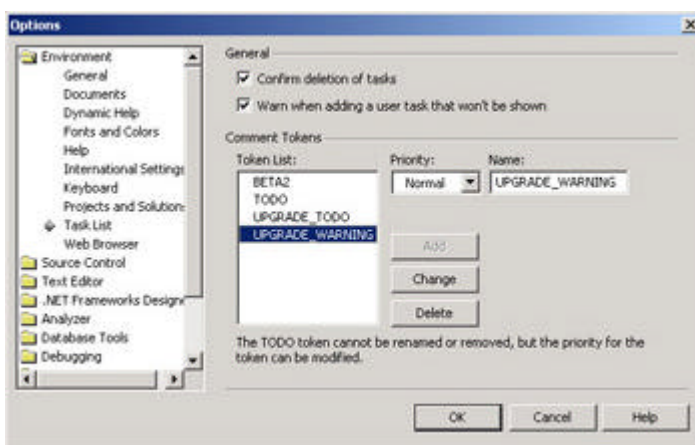 Options
Environment
General
Documents
Dynamic Help
Fonts and Colors
Help
International Settings
Keyboard
Projects and Solution
Task List
Web Browser
Source Control
Text Editor
.NET Frameworks Designe
Analyzer
Database Tools
Debugging
General
Confirm deletion of tasks
Warn when adding a user task that won't be shown
Comment Tokens
Token List:
BETA2
TODO
UPGRADE_TODO
UPGRADE_WARNING
Priority:
Normal
Name:
UPGRADE_WARNING
Add
Change
Delete
The TODO token cannot be renamed or removed, but the priority for the
token can be modified.
OK
Cancel
Help